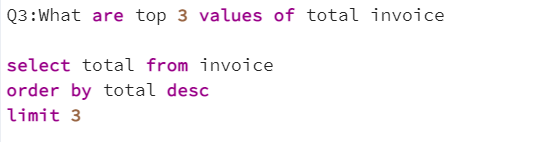 Q3:What are top 3 values of total invoice
select total from invoice
order by total desc
limit 3